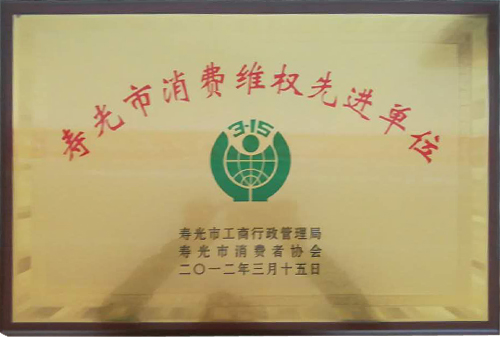 寿光市消费维权先进单位
3·15
寿光市工商行政管理局
寿光市消费者协会
二〇一二年三月十五日